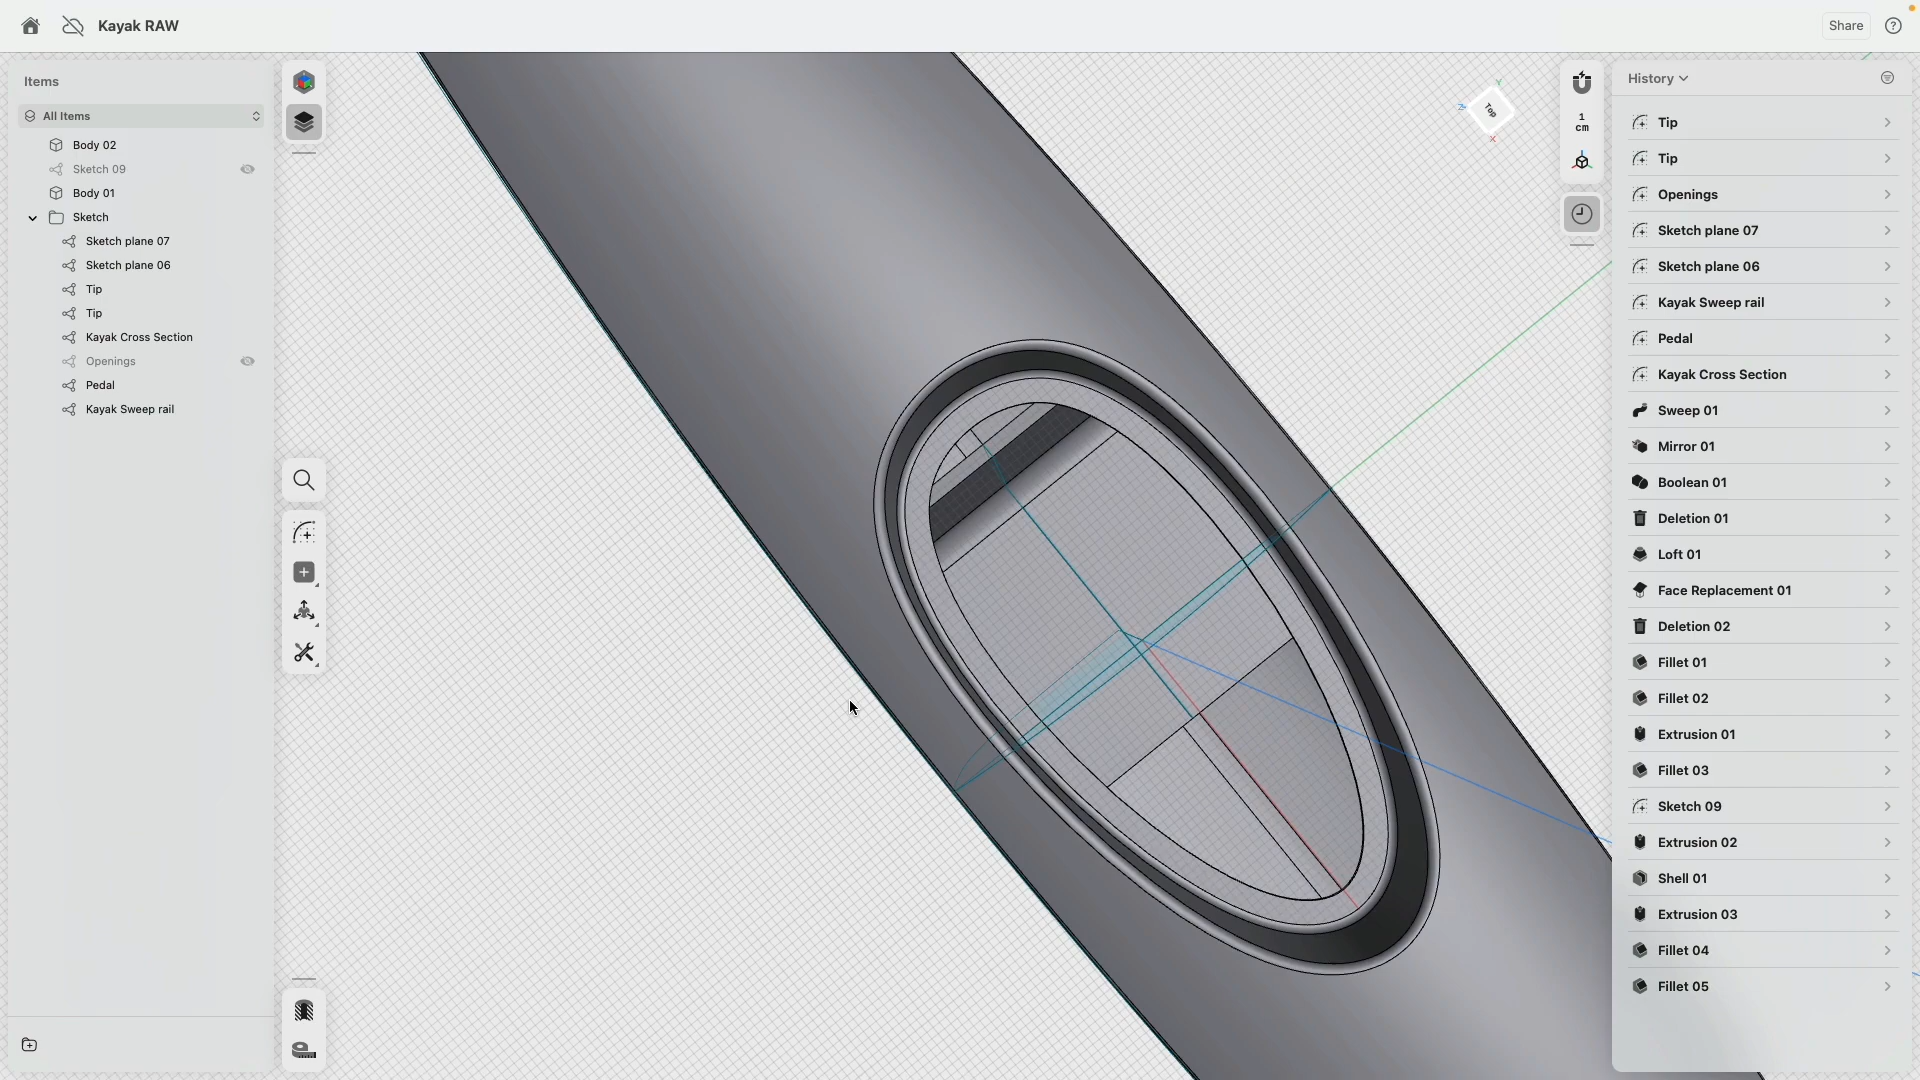 Kayak RAW
Share
Items
All Items
Body 02
Sketch 09
Body 01
Sketch
Sketch plane 07
Sketch plane 06
Tip
Tip
Kayak Cross Section
Openings
Pedal
Kayak Sweep rail
Y
Z
Top
X
1
cm
History
Tip
Tip
Openings
Sketch plane 07
Sketch plane 06
Kayak Sweep rail
Pedal
Kayak Cross Section
Sweep 01
Mirror 01
Boolean 01
Deletion 01
Loft 01
Face Replacement 01
Deletion 02
Fillet 01
Fillet 02
Extrusion 01
Fillet 03
Sketch 09
Extrusion 02
Shell 01
Extrusion 03
Fillet 04
Fillet 05